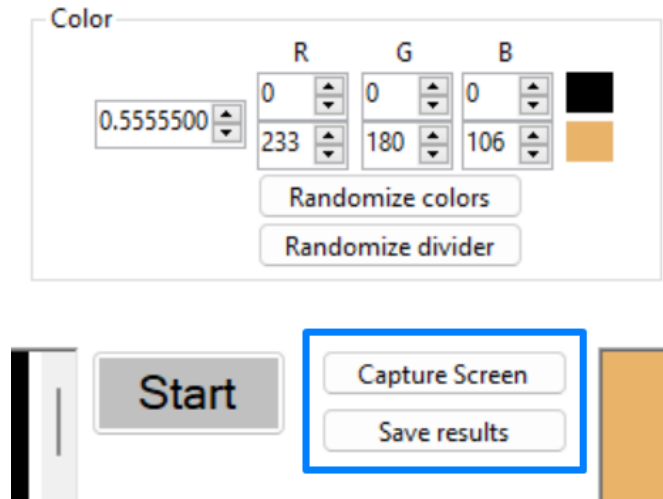 Color
R G B
0.5555500 0 0 0
233 180 106
Randomize colors
Randomize divider
Start
Capture Screen
Save results